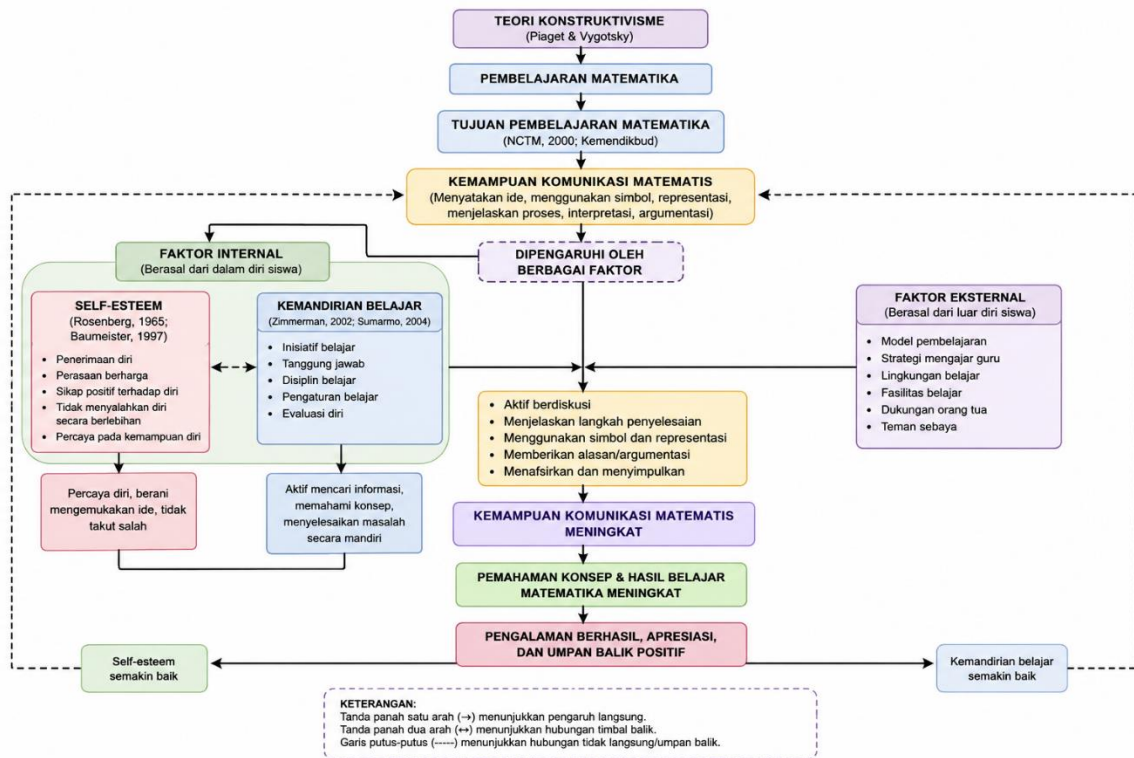 TEORI KONSTRUKTIVISME
(Piaget & Vygotsky)
PEMBELAJARAN MATEMATIKA
TUJUAN PEMBELAJARAN MATEMATIKA
(NCTM, 2000; Kemendikbud)
KEMAMPUAN KOMUNIKASI MATEMATIS
(Menyatakan ide, menggunakan simbol, representasi,
menjelaskan proses, interpretasi, argumentasi)
DIPENGARUHI OLEH
BERBAGAI FAKTOR
FAKTOR INTERNAL
(Berasal dari dalam diri siswa)
SELF-ESTEEM
(Rosenberg, 1965;
Baumeister, 1997)
• Penerimaan diri
• Perasaan berharga
• Sikap positif terhadap diri
• Tidak menyalahkan diri
secara berlebihan
• Percaya pada kemampuan diri
KEMANDIRIAN BELAJAR
(Zimmerman, 2002; Sumarmo, 2004)
• Inisiatif belajar
• Tanggung jawab
• Disiplin belajar
• Pengaturan belajar
• Evaluasi diri
FAKTOR EKSTERNAL
(Berasal dari luar diri siswa)
• Model pembelajaran
• Strategi mengajar guru
• Lingkungan belajar
• Fasilitas belajar
• Dukungan orang tua
• Teman sebaya
Percaya diri, berani
mengemukakan ide, tidak
takut salah
Aktif mencari informasi,
memahami konsep,
menyelesaikan masalah
secara mandiri
• Aktif berdiskusi
• Menjelaskan langkah penyelesaian
• Menggunakan simbol dan representasi
• Memberikan alasan/argumentasi
• Menafsirkan dan menyimpulkan
KEMAMPUAN KOMUNIKASI MATEMATIS
MENINGKAT
PEMAHAMAN KONSEP & HASIL BELAJAR
MATEMATIKA MENINGKAT
PENGALAMAN BERHASIL, APRESIASI,
DAN UMPAN BALIK POSITIF
Self-esteem
semakin baik
Kemandirian belajar
semakin baik
KETERANGAN:
Tanda panah satu arah (→) menunjukkan pengaruh langsung.
Tanda panah dua arah (↔) menunjukkan hubungan timbal balik.
Garis putus-putus (-----) menunjukkan hubungan tidak langsung/umpan balik.